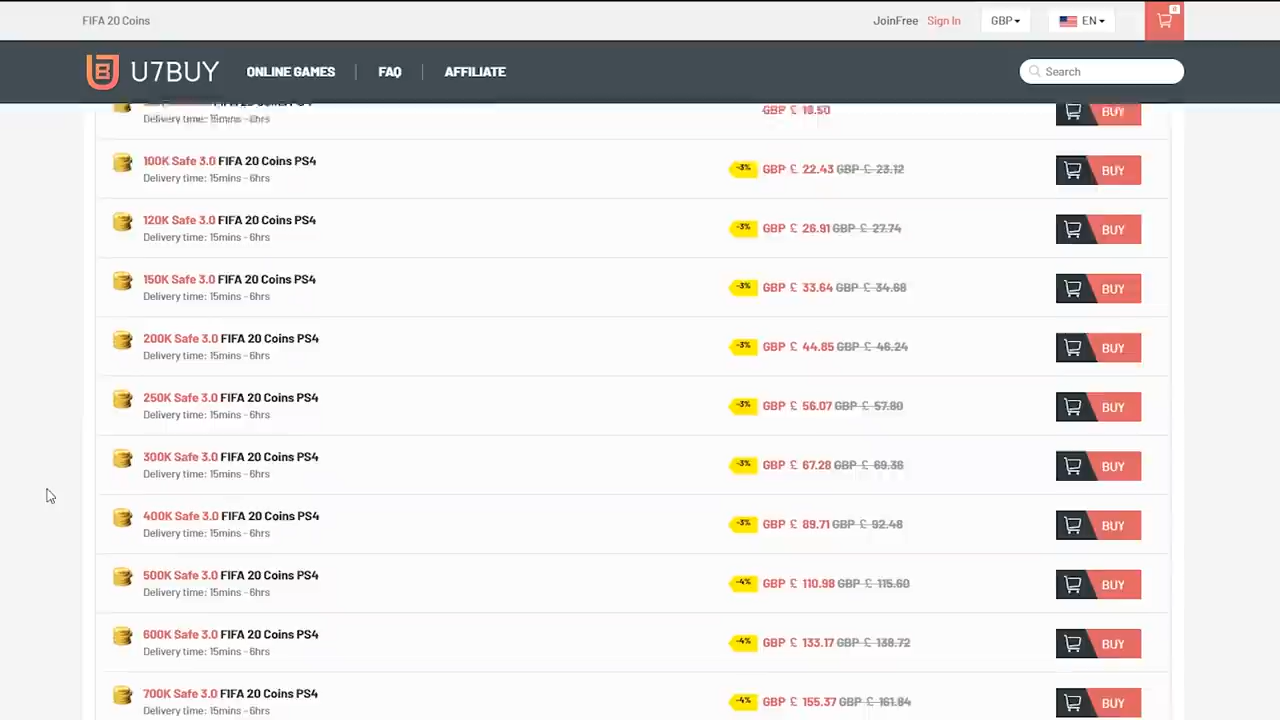 FIFA 20 Coins
JoinFree Sign In GBP EN 0
U7BUY ONLINE GAMES FAQ AFFILIATE Search
Delivery time: 15mins - 6hrs GBP £ 18.50 BUY
100K Safe 3.0 FIFA 20 Coins PS4
Delivery time: 15mins - 6hrs
-3% GBP £ 22.43 GBP £ 23.12 BUY
120K Safe 3.0 FIFA 20 Coins PS4
Delivery time: 15mins - 6hrs
-3% GBP £ 26.91 GBP £ 27.74 BUY
150K Safe 3.0 FIFA 20 Coins PS4
Delivery time: 15mins - 6hrs
-3% GBP £ 33.64 GBP £ 34.68 BUY
200K Safe 3.0 FIFA 20 Coins PS4
Delivery time: 15mins - 6hrs
-3% GBP £ 44.85 GBP £ 46.24 BUY
250K Safe 3.0 FIFA 20 Coins PS4
Delivery time: 15mins - 6hrs
-3% GBP £ 56.07 GBP £ 57.80 BUY
300K Safe 3.0 FIFA 20 Coins PS4
Delivery time: 15mins - 6hrs
-3% GBP £ 67.28 GBP £ 69.36 BUY
400K Safe 3.0 FIFA 20 Coins PS4
Delivery time: 15mins - 6hrs
-3% GBP £ 89.71 GBP £ 92.48 BUY
500K Safe 3.0 FIFA 20 Coins PS4
Delivery time: 15mins - 6hrs
-4% GBP £ 110.98 GBP £ 115.60 BUY
600K Safe 3.0 FIFA 20 Coins PS4
Delivery time: 15mins - 6hrs
-4% GBP £ 133.17 GBP £ 138.72 BUY
700K Safe 3.0 FIFA 20 Coins PS4
Delivery time: 15mins - 6hrs
-4% GBP £ 155.37 GBP £ 161.84 BUY